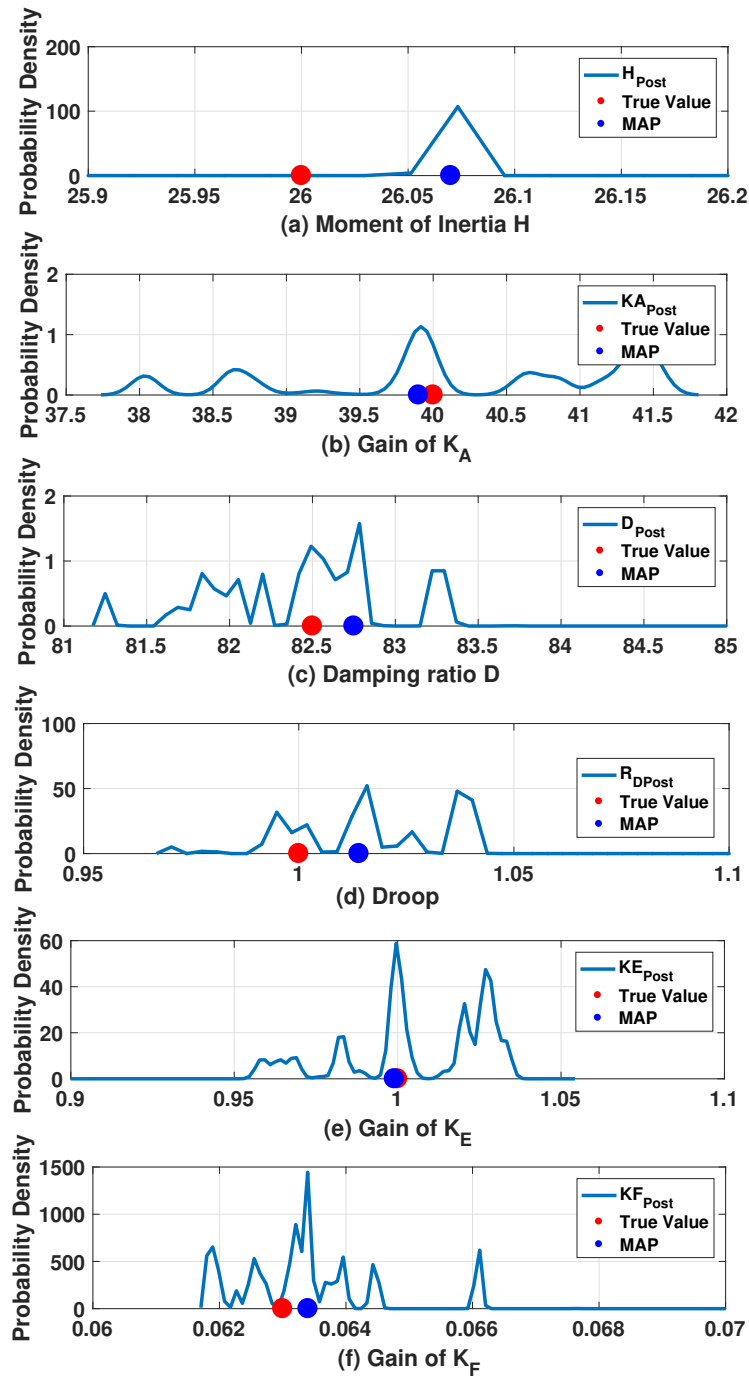 Probability Density
200
100
0
H_Post
True Value
MAP
25.9 25.95 26 26.05 26.1 26.15 26.2
(a) Moment of Inertia H
Probability Density
2
1
0
KA_Post
True Value
MAP
37.5 38 38.5 39 39.5 40 40.5 41 41.5 42
(b) Gain of K_A
Probability Density
2
1
0
D_Post
True Value
MAP
81 81.5 82 82.5 83 83.5 84 84.5 85
(c) Damping ratio D
Probability Density
100
50
0
R_DPost
True Value
MAP
0.95 1 1.05 1.1
(d) Droop
Probability Density
60
40
20
0
KE_Post
True Value
MAP
0.9 0.95 1 1.05 1.1
(e) Gain of K_E
Probability Density
1500
1000
500
0
KF_Post
True Value
MAP
0.06 0.062 0.064 0.066 0.068 0.07
(f) Gain of K_F